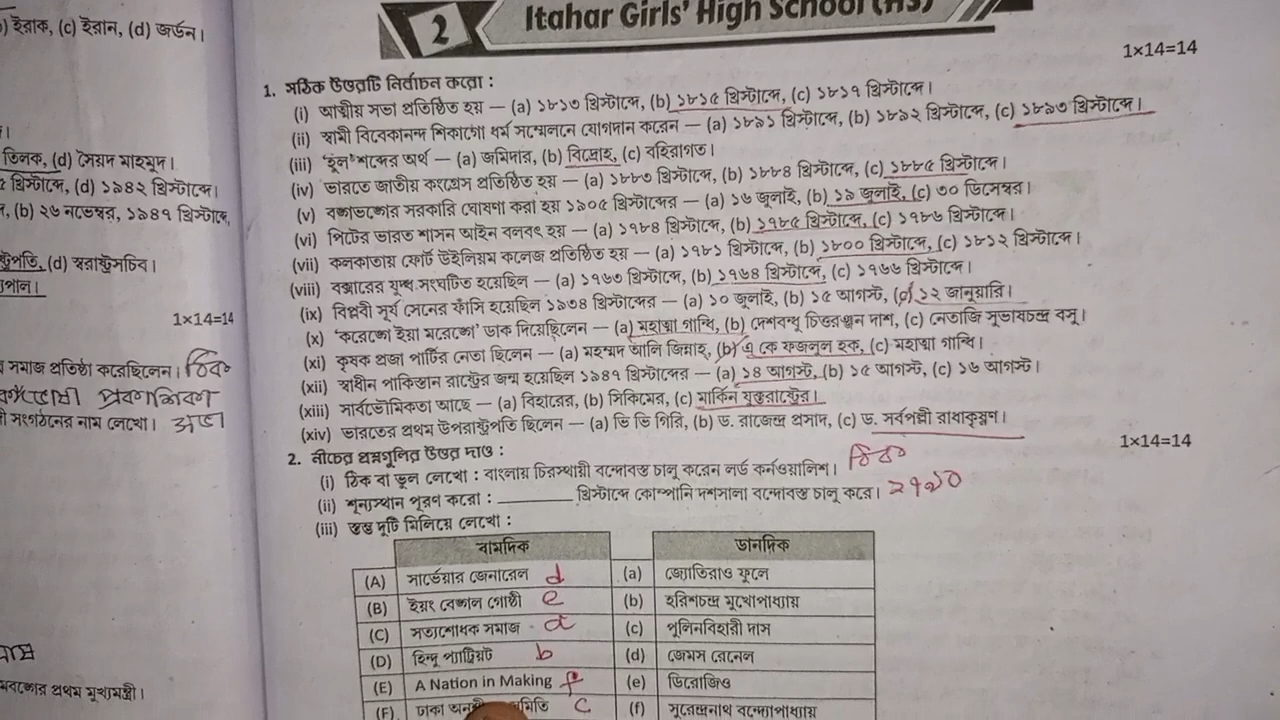 ) ইরাক, (c) ইরান, (d) জর্ডন।
তিলক, (d) সৈয়দ মাহমুদ।
খ্রিস্টাব্দে, (d) ১৯৪২ খ্রিস্টাব্দে।
, (b) ২৬ নভেম্বর, ১৯৪৭ খ্রিস্টাব্দে,
(d) স্বরাষ্ট্রসচিব।
1×14=14
সমাজ প্রতিষ্ঠা করেছিলেন। ঠিক
সংগঠনের নাম লেখো।
প্রথম মুখ্যমন্ত্রী।
2 Itahar Girls' High School (HS)
1×14=14
1. সঠিক উত্তরটি নির্বাচন করো :
(i) আত্মীয় সভা প্রতিষ্ঠিত হয় — (a) ১৮১৩ খ্রিস্টাব্দে, (b) ১৮১৫ খ্রিস্টাব্দে, (c) ১৮১৭ খ্রিস্টাব্দে।
(ii) স্বামী বিবেকানন্দ শিকাগো ধর্ম সম্মেলনে যোগদান করেন — (a) ১৮৯১ খ্রিস্টাব্দে, (b) ১৮৯২ খ্রিস্টাব্দে, (c) ১৮৯৩ খ্রিস্টাব্দে।
(iii) 'হুল' শব্দের অর্থ — (a) জমিদার, (b) বিদ্রোহ, (c) বহিরাগত।
(iv) ভারতে জাতীয় কংগ্রেস প্রতিষ্ঠিত হয় — (a) ১৮৮৩ খ্রিস্টাব্দে, (b) ১৮৮৪ খ্রিস্টাব্দে, (c) ১৮৮৫ খ্রিস্টাব্দে।
(v) বঙ্গভঙ্গের সরকারি ঘোষণা করা হয় ১৯০৫ খ্রিস্টাব্দের — (a) ১৬ জুলাই, (b) ১৯ জুলাই, (c) ৩০ ডিসেম্বর।
(vi) পিটের ভারত শাসন আইন বলবৎ হয় — (a) ১৭৮৪ খ্রিস্টাব্দে, (b) ১৭৮৫ খ্রিস্টাব্দে, (c) ১৭৮৬ খ্রিস্টাব্দে।
(vii) কলকাতায় ফোর্ট উইলিয়ম কলেজ প্রতিষ্ঠিত হয় — (a) ১৭৮১ খ্রিস্টাব্দে, (b) ১৮০০ খ্রিস্টাব্দে, (c) ১৮১২ খ্রিস্টাব্দে।
(viii) বক্সারের যুদ্ধ সংঘটিত হয়েছিল — (a) ১৭৬৩ খ্রিস্টাব্দে, (b) ১৭৬৪ খ্রিস্টাব্দে, (c) ১৭৬৬ খ্রিস্টাব্দে।
(ix) বিপ্লবী সূর্য সেনের ফাঁসি হয়েছিল ১৯৩৪ খ্রিস্টাব্দের — (a) ১০ জুলাই, (b) ১৫ আগস্ট, (c) ১২ জানুয়ারি।
(x) 'করেঙ্গে ইয়া মরেঙ্গে' ডাক দিয়েছিলেন — (a) মহাত্মা গান্ধি, (b) দেশবন্ধু চিত্তরঞ্জন দাশ, (c) নেতাজি সুভাষচন্দ্র বসু।
(xi) কৃষক প্রজা পার্টির নেতা ছিলেন — (a) মহম্মদ আলি জিন্নাহ, (b) এ কে ফজলুল হক, (c) মহাত্মা গান্ধি।
(xii) স্বাধীন পাকিস্তান রাষ্ট্রের জন্ম হয়েছিল ১৯৪৭ খ্রিস্টাব্দের — (a) ১৪ আগস্ট, (b) ১৫ আগস্ট, (c) ১৬ আগস্ট।
(xiii) সার্বভৌমিকতা আছে — (a) বিহারের, (b) সিকিমের, (c) মার্কিন যুক্তরাষ্ট্রের।
(xiv) ভারতের প্রথম উপরাষ্ট্রপতি ছিলেন — (a) ভি ভি গিরি, (b) ড. রাজেন্দ্র প্রসাদ, (c) ড. সর্বপল্লী রাধাকৃষ্ণন।
2. নীচের প্রশ্নগুলির উত্তর দাও : 1×14=14
(i) ঠিক বা ভুল লেখো : বাংলায় চিরস্থায়ী বন্দোবস্ত চালু করেন লর্ড কর্নওয়ালিশ। ঠিক
(ii) শূন্যস্থান পূরণ করো : ________ খ্রিস্টাব্দে কোম্পানি দশসালা বন্দোবস্ত চালু করে। ১৭৯০
(iii) স্তম্ভ দুটি মিলিয়ে লেখো :
বামদিক ডানদিক
(A) সার্ভেয়ার জেনারেল d (a) জ্যোতিরাও ফুলে
(B) ইয়ং বেঙ্গল গোষ্ঠী e (b) হরিশচন্দ্র মুখোপাধ্যায়
(C) সত্যশোধক সমাজ a (c) পুলিনবিহারী দাস
(D) হিন্দু প্যাট্রিয়ট b (d) জেমস রেনেল
(E) A Nation in Making f (e) ডিরোজিও
(F) ঢাকা c (f) সুরেন্দ্রনাথ বন্দ্যোপাধ্যায়